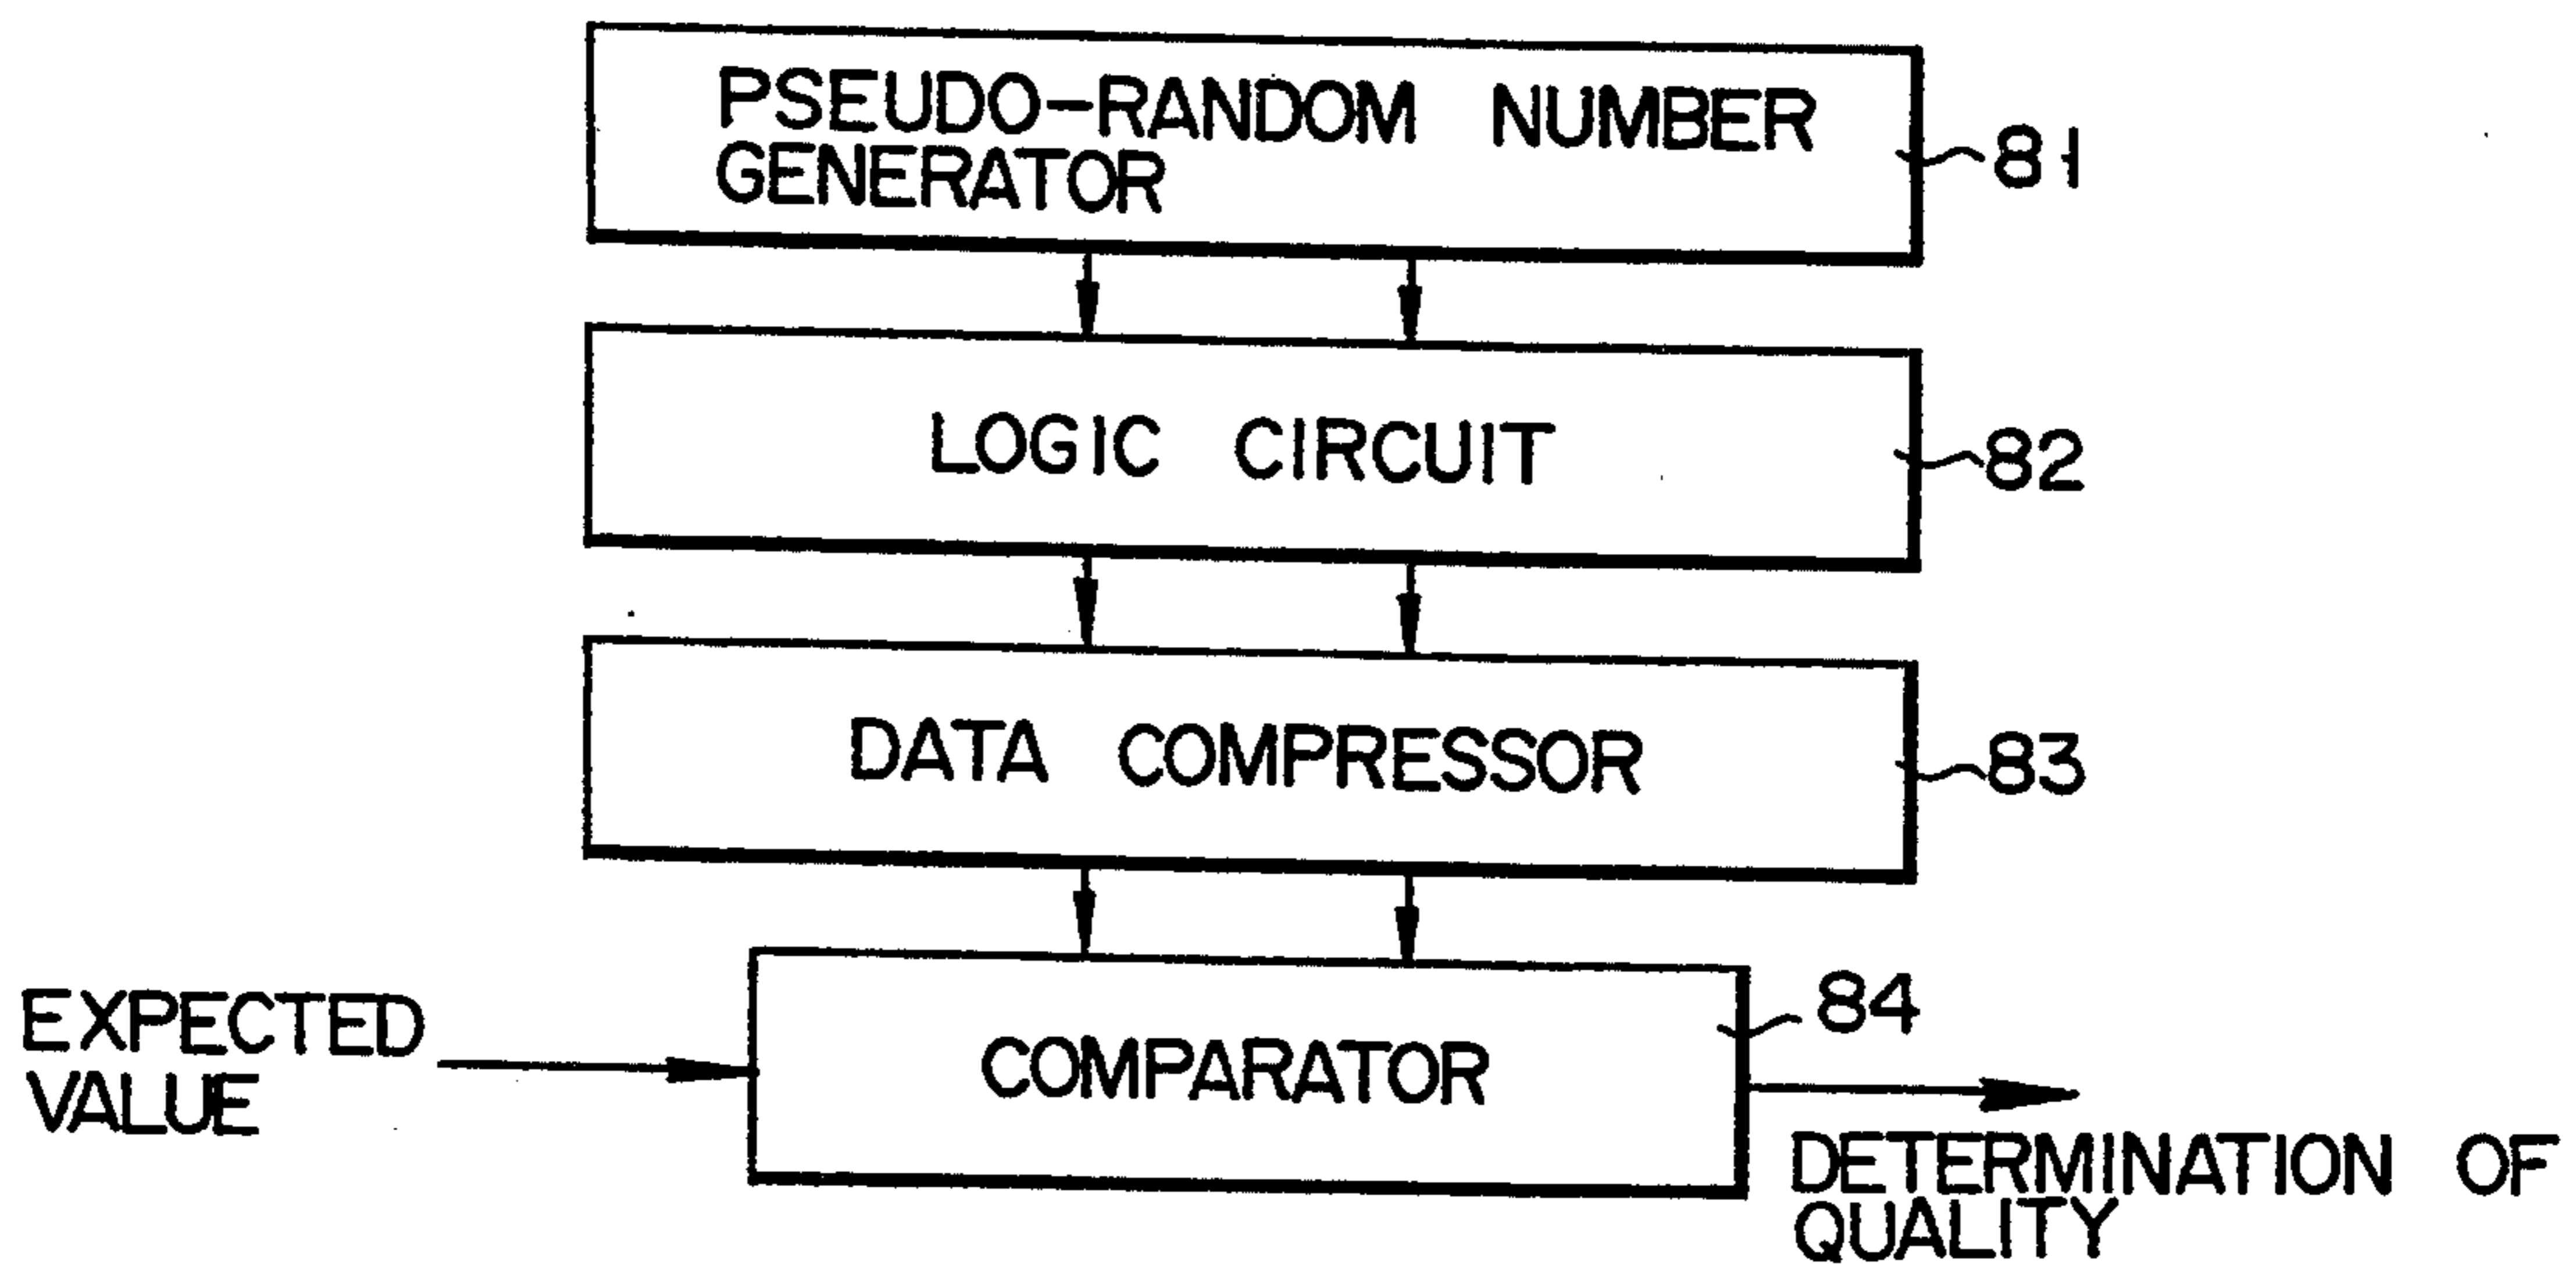 PSEUDO-RANDOM NUMBER
GENERATOR
81
LOGIC CIRCUIT
82
DATA COMPRESSOR
83
EXPECTED
VALUE
COMPARATOR
84
DETERMINATION OF
QUALITY